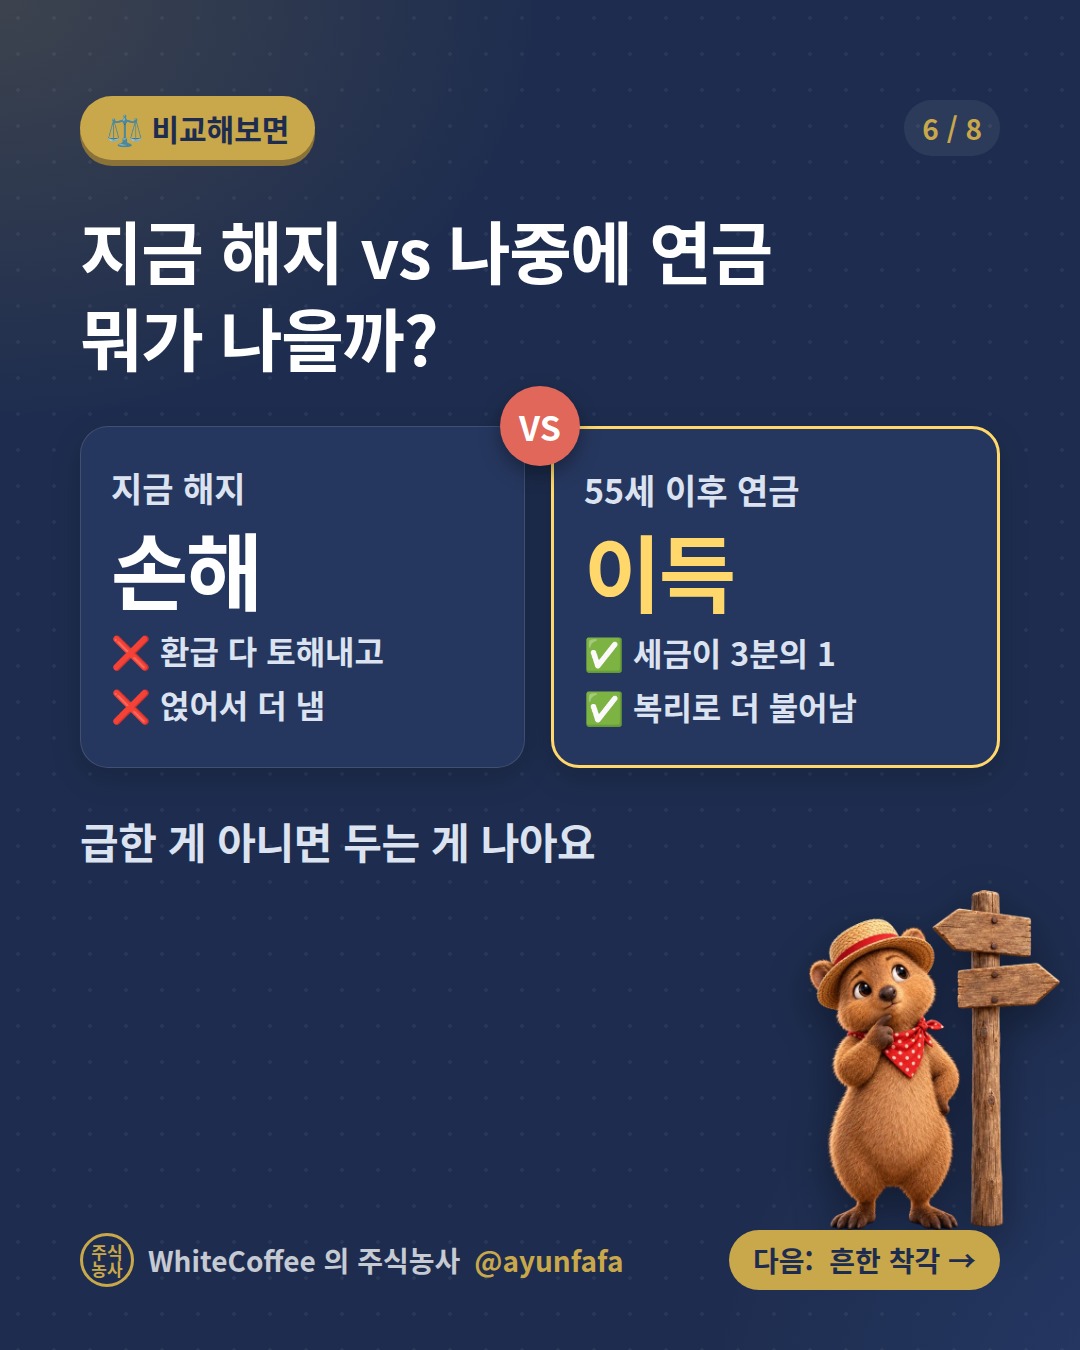 ⚖️ 비교해보면
6 / 8
지금 해지 vs 나중에 연금
뭐가 나을까?
VS
지금 해지
손해
❌ 환급 다 토해내고
❌ 얹어서 더 냄
55세 이후 연금
이득
✅ 세금이 3분의 1
✅ 복리로 더 불어남
급한 게 아니면 두는 게 나아요
주식
농사
WhiteCoffee 의 주식농사 @ayunfafa
다음: 흔한 착각 →